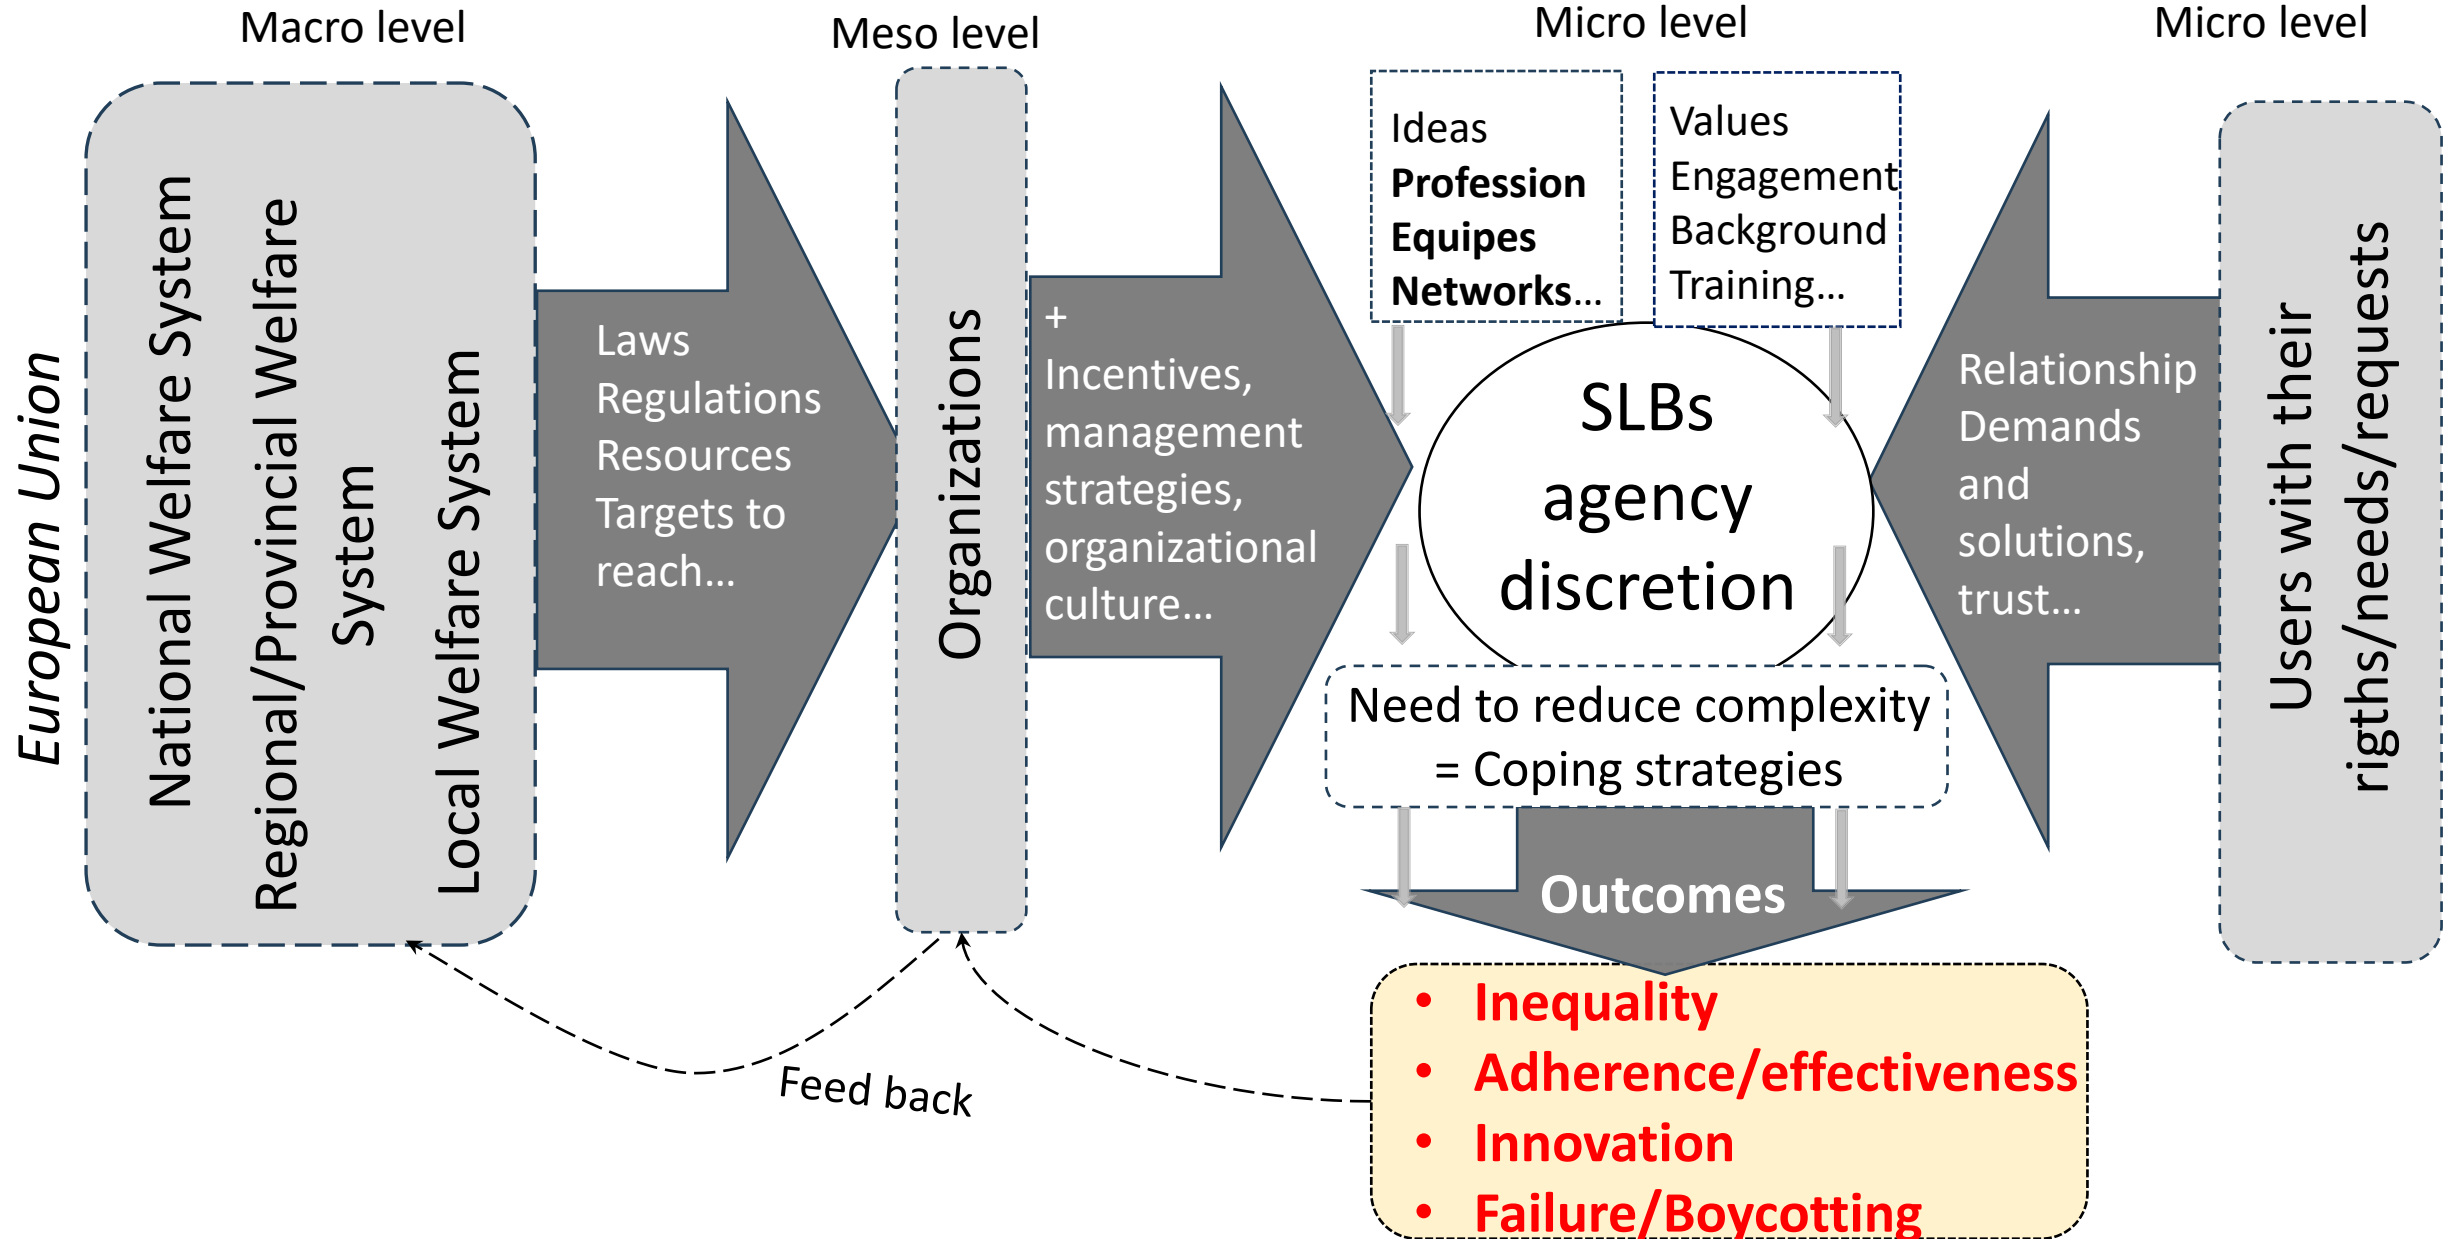 Macro level
Meso level
Micro level
Micro level
European Union
National Welfare System
Regional/Provincial Welfare
System
Local Welfare System
Laws
Regulations
Resources
Targets to
reach...
Organizations
+
Incentives,
management
strategies,
organizational
culture...
Ideas
Profession
Equipes
Networks...
Values
Engagement
Background
Training...
SLBs
agency
discretion
Relationship
Demands
and
solutions,
trust...
Users with their
rigths/needs/requests
Need to reduce complexity
= Coping strategies
Outcomes
• Inequality
• Adherence/effectiveness
• Innovation
• Failure/Boycotting
Feed back